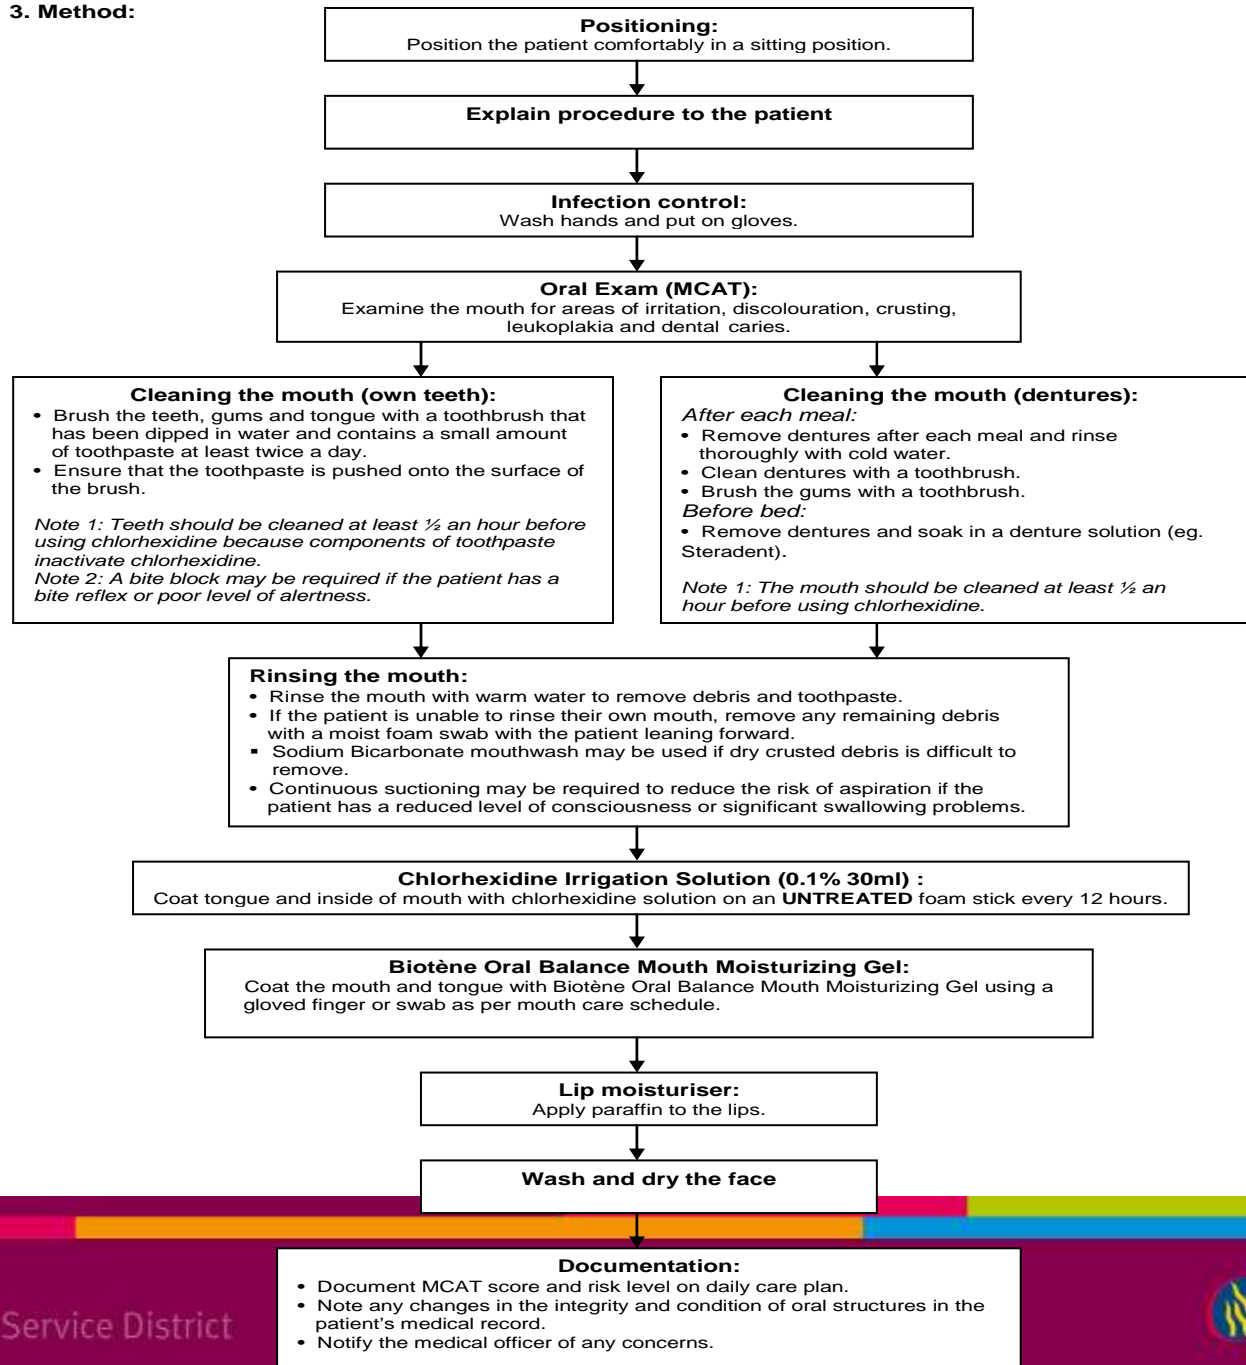 3. Method:
Positioning:
Position the patient comfortably in a sitting position.
Explain procedure to the patient
Infection control:
Wash hands and put on gloves.
Oral Exam (MCAT):
Examine the mouth for areas of irritation, discolouration, crusting,
leukoplakia and dental caries.
Cleaning the mouth (own teeth):
• Brush the teeth, gums and tongue with a toothbrush that
has been dipped in water and contains a small amount
of toothpaste at least twice a day.
• Ensure that the toothpaste is pushed onto the surface of
the brush.
Note 1: Teeth should be cleaned at least ½ an hour before
using chlorhexidine because components of toothpaste
inactivate chlorhexidine.
Note 2: A bite block may be required if the patient has a
bite reflex or poor level of alertness.
Cleaning the mouth (dentures):
After each meal:
• Remove dentures after each meal and rinse
thoroughly with cold water.
• Clean dentures with a toothbrush.
• Brush the gums with a toothbrush.
Before bed:
• Remove dentures and soak in a denture solution (eg.
Steradent).
Note 1: The mouth should be cleaned at least ½ an
hour before using chlorhexidine.
Rinsing the mouth:
• Rinse the mouth with warm water to remove debris and toothpaste.
• If the patient is unable to rinse their own mouth, remove any remaining debris
with a moist foam swab with the patient leaning forward.
▪ Sodium Bicarbonate mouthwash may be used if dry crusted debris is difficult to
remove.
• Continuous suctioning may be required to reduce the risk of aspiration if the
patient has a reduced level of consciousness or significant swallowing problems.
Chlorhexidine Irrigation Solution (0.1% 30ml) :
Coat tongue and inside of mouth with chlorhexidine solution on an UNTREATED foam stick every 12 hours.
Biotène Oral Balance Mouth Moisturizing Gel:
Coat the mouth and tongue with Biotène Oral Balance Mouth Moisturizing Gel using a
gloved finger or swab as per mouth care schedule.
Lip moisturiser:
Apply paraffin to the lips.
Wash and dry the face
Documentation:
• Document MCAT score and risk level on daily care plan.
• Note any changes in the integrity and condition of oral structures in the
patient's medical record.
• Notify the medical officer of any concerns.
Service District